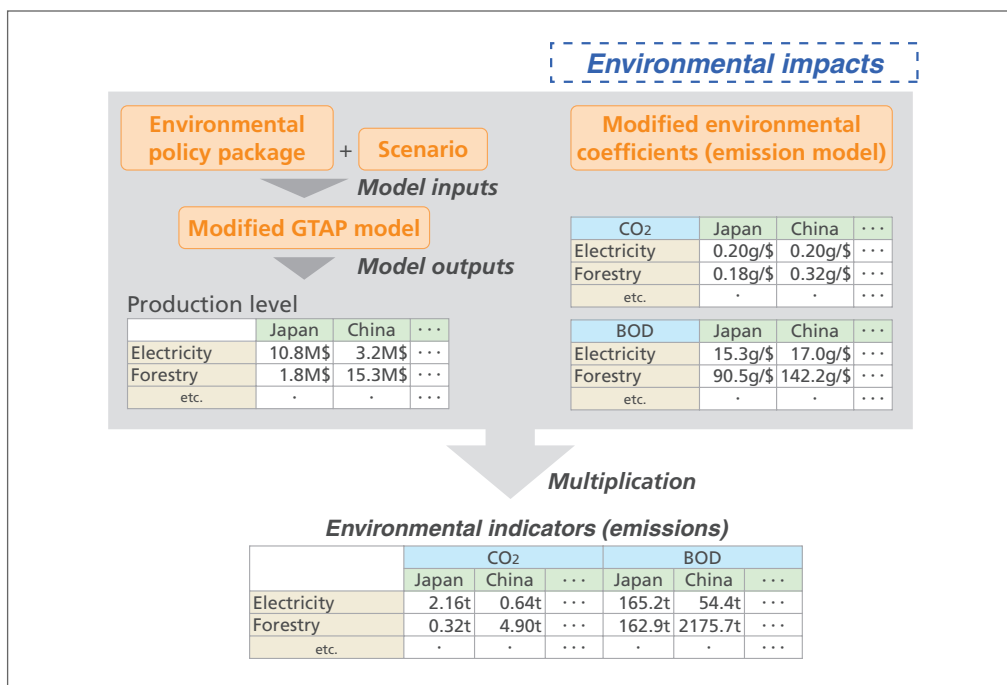 Environmental impacts
Environmental
policy package
+
Scenario
Modified environmental
coefficients (emission model)
Model inputs
Modified GTAP model
Model outputs
Production level
Japan China ···
Electricity 10.8M$ 3.2M$ ···
Forestry 1.8M$ 15.3M$ ···
etc. · · ···
CO2 Japan China ···
Electricity 0.20g/$ 0.20g/$ ···
Forestry 0.18g/$ 0.32g/$ ···
etc. · · ···
BOD Japan China ···
Electricity 15.3g/$ 17.0g/$ ···
Forestry 90.5g/$ 142.2g/$ ···
etc. · · ···
Multiplication
Environmental indicators (emissions)
CO2 BOD
Japan China ··· Japan China ···
Electricity 2.16t 0.64t ··· 165.2t 54.4t ···
Forestry 0.32t 4.90t ··· 162.9t 2175.7t ···
etc. · · ··· · · ···